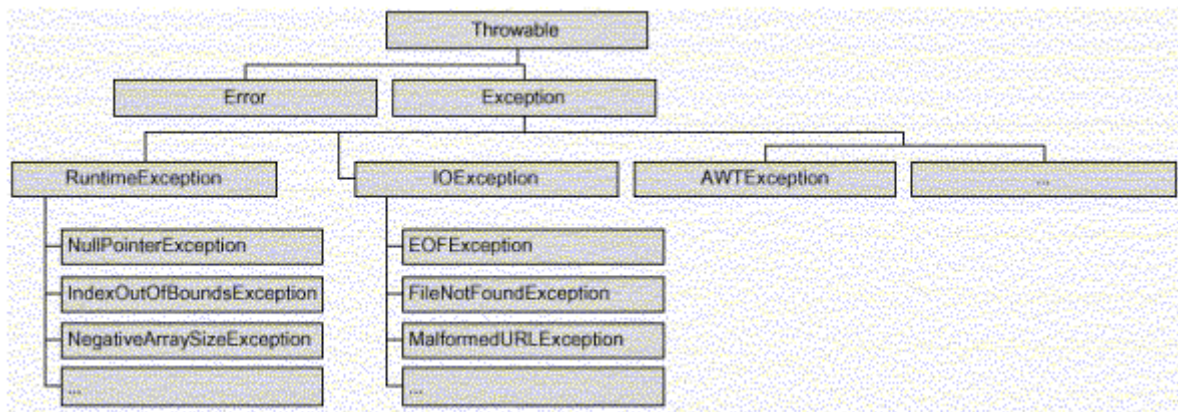 Throwable
Error
Exception
RuntimeException
IOException
AWTException
...
NullPointerException
EOFException
IndexOutOfBoundsException
FileNotFoundException
NegativeArraySizeException
MalformedURLException
...
...